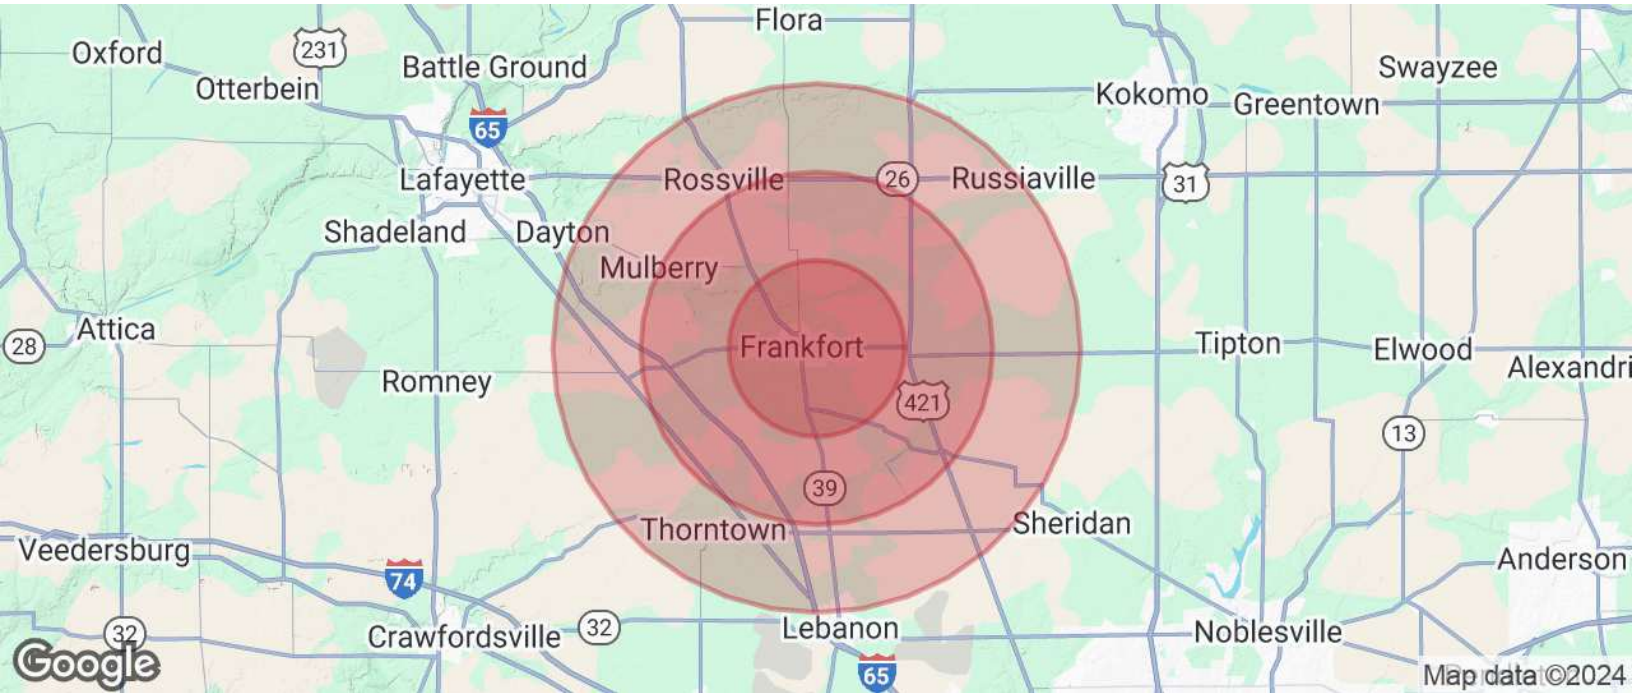 Flora
Oxford
231
Battle Ground
Swayzee
Otterbein
Kokomo
Greentown
65
Lafayette
Rossville
26
Russiaville
31
Shadeland
Dayton
Mulberry
Attica
28
Frankfort
Tipton
Elwood
Alexandri
Romney
421
13
39
Thorntown
Sheridan
Veedersburg
Anderson
74
32
Crawfordsville
32
Lebanon
Noblesville
Google
65
Map data ©2024